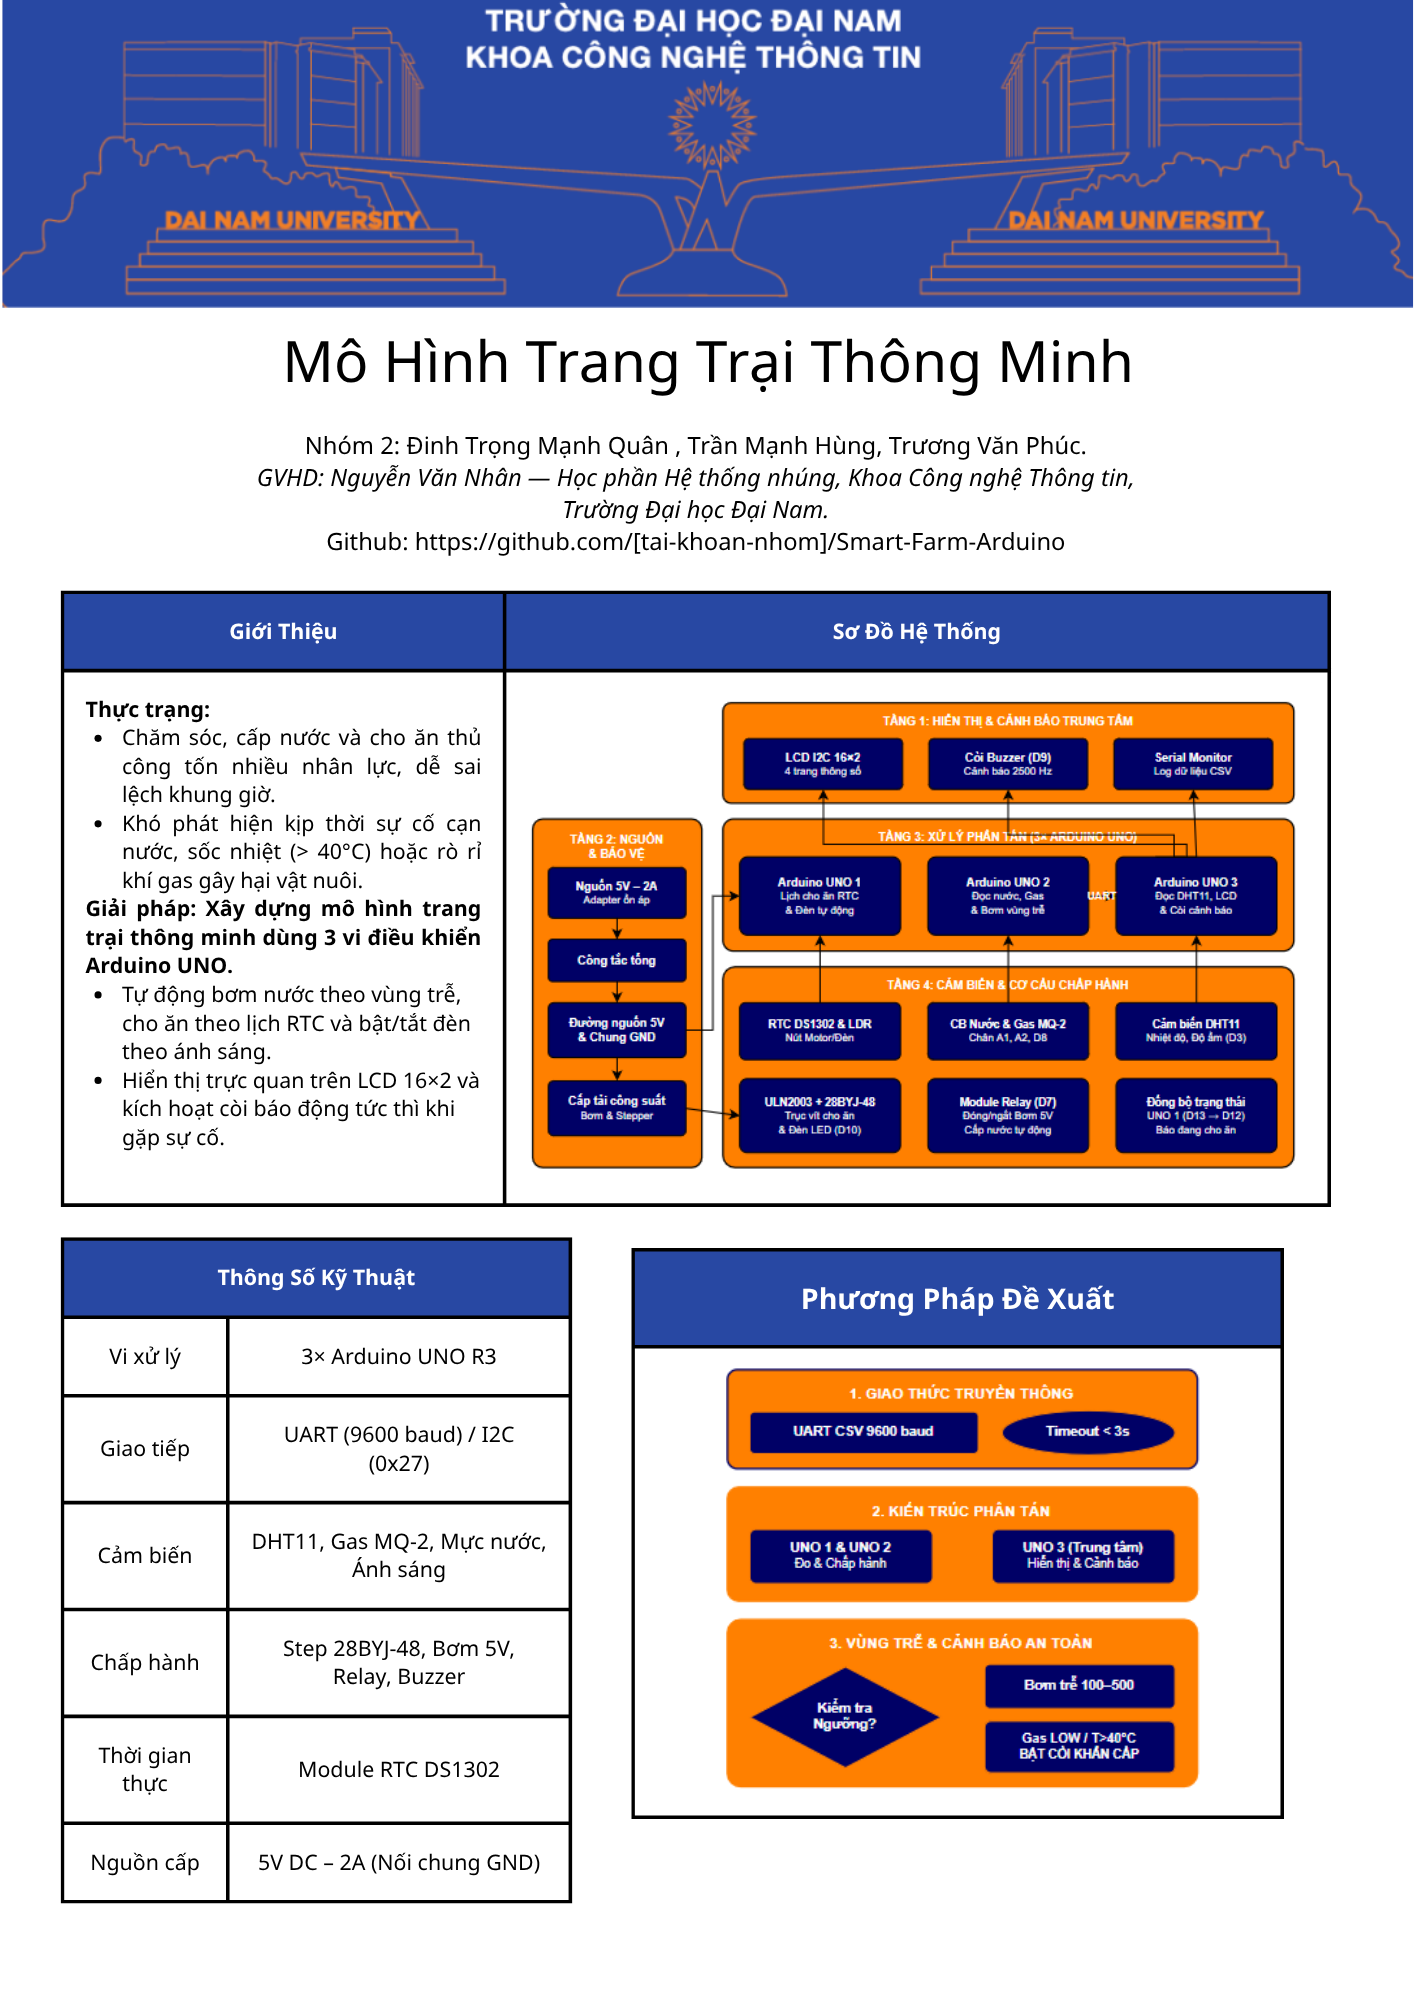 TRƯỜNG ĐẠI HỌC ĐẠI NAM
KHOA CÔNG NGHỆ THÔNG TIN
DAI NAM UNIVERSITY
DAI NAM UNIVERSITY
Mô Hình Trang Trại Thông Minh
Nhóm 2: Đinh Trọng Mạnh Quân , Trần Mạnh Hùng, Trương Văn Phúc.
GVHD: Nguyễn Văn Nhân — Học phần Hệ thống nhúng, Khoa Công nghệ Thông tin,
Trường Đại học Đại Nam.
Github: https://github.com/[tai-khoan-nhom]/Smart-Farm-Arduino
Giới Thiệu
Thực trạng:
• Chăm sóc, cấp nước và cho ăn thủ
công tốn nhiều nhân lực, dễ sai
lệch khung giờ.
• Khó phát hiện kịp thời sự cố cạn
nước, sốc nhiệt (> 40°C) hoặc rò rỉ
khí gas gây hại vật nuôi.
Giải pháp: Xây dựng mô hình trang
trại thông minh dùng 3 vi điều khiển
Arduino UNO.
• Tự động bơm nước theo vùng trễ,
cho ăn theo lịch RTC và bật/tắt đèn
theo ánh sáng.
• Hiển thị trực quan trên LCD 16×2 và
kích hoạt còi báo động tức thì khi
gặp sự cố.
Sơ Đồ Hệ Thống
TẦNG 1: HIỂN THỊ & CẢNH BÁO TRUNG TÂM
LCD I2C 16×2
4 trang thông số
Còi Buzzer (D9)
Cảnh báo 2500 Hz
Serial Monitor
Log dữ liệu CSV
TẦNG 2: NGUỒN
& BẢO VỆ
Nguồn 5V – 2A
Adapter ổn áp
Công tắc tổng
Đường nguồn 5V
& Chung GND
Cấp tải công suất
Bơm & Stepper
TẦNG 3: XỬ LÝ PHÂN TÁN (3× ARDUINO UNO)
Arduino UNO 1
Lịch cho ăn RTC
& Đèn tự động
Arduino UNO 2
Đọc nước, Gas
& Bơm vùng trễ
UART
Arduino UNO 3
Đọc DHT11, LCD
& Còi cảnh báo
TẦNG 4: CẢM BIẾN & CƠ CẤU CHẤP HÀNH
RTC DS1302 & LDR
Nút Motor/Đèn
CB Nước & Gas MQ-2
Chân A1, A2, D8
Cảm biến DHT11
Nhiệt độ, Độ ẩm (D3)
ULN2003 + 28BYJ-48
Trục vít cho ăn
& Đèn LED (D10)
Module Relay (D7)
Đóng/ngắt Bơm 5V
Cấp nước tự động
Đồng bộ trạng thái
UNO 1 (D13 → D12)
Báo đang cho ăn
Thông Số Kỹ Thuật
Vi xử lý
3× Arduino UNO R3
Giao tiếp
UART (9600 baud) / I2C
(0x27)
Cảm biến
DHT11, Gas MQ-2, Mực nước,
Ánh sáng
Chấp hành
Step 28BYJ-48, Bơm 5V,
Relay, Buzzer
Thời gian
thực
Module RTC DS1302
Nguồn cấp
5V DC – 2A (Nối chung GND)
Phương Pháp Đề Xuất
1. GIAO THỨC TRUYỀN THÔNG
UART CSV 9600 baud
Timeout < 3s
2. KIẾN TRÚC PHÂN TÁN
UNO 1 & UNO 2
Đo & Chấp hành
UNO 3 (Trung tâm)
Hiển thị & Cảnh báo
3. VÙNG TRỄ & CẢNH BÁO AN TOÀN
Kiểm tra
Ngưỡng?
Bơm trễ 100–500
Gas LOW / T>40°C
BẬT CÒI KHẨN CẤP